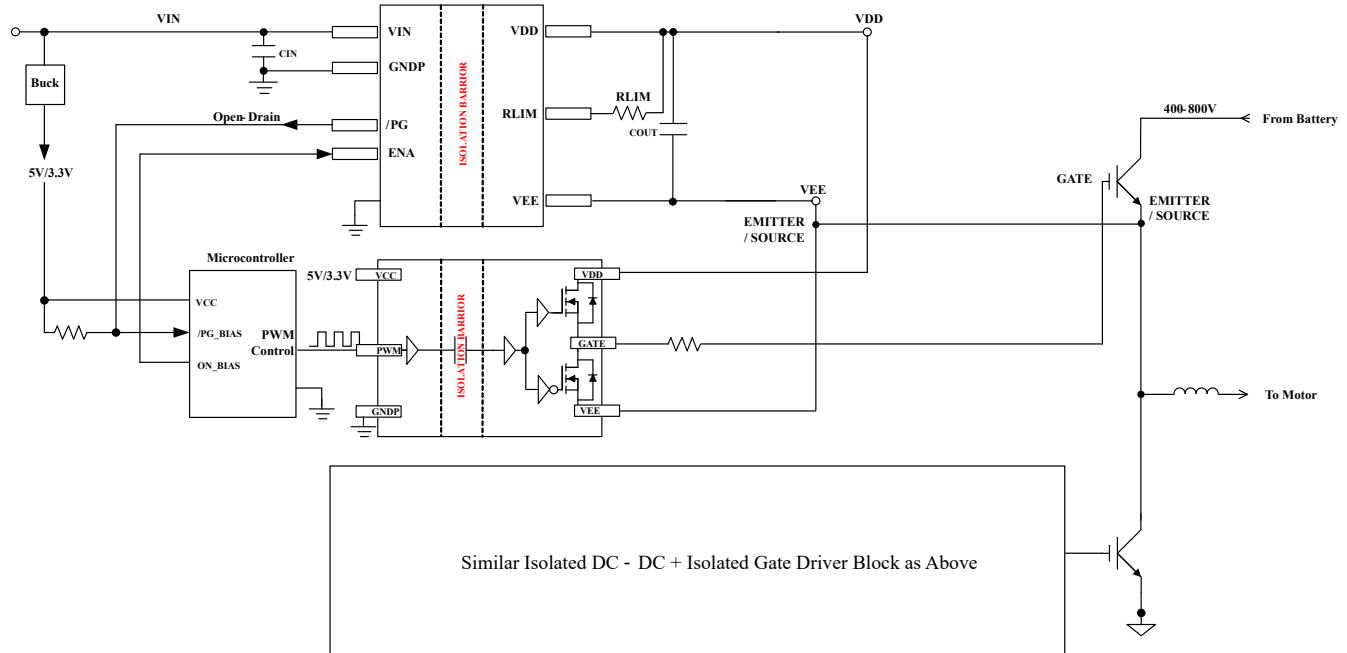 VIN
VDD
VIN
VDD
CIN
GNDP
Buck
ISOLATION BARRIER
RLIM
RLIM
COUT
400-800V
From Battery
Open-Drain
/PG
ENA
5V/3.3V
GATE
VEE
VEE
EMITTER
/ SOURCE
EMITTER
/ SOURCE
Microcontroller
5V/3.3V
VCC
VDD
VCC
ISOLATION BARRIER
/PG_BIAS
PWM
Control
PWM
GATE
ON_BIAS
GNDP
VEE
To Motor
Similar Isolated DC - DC + Isolated Gate Driver Block as Above